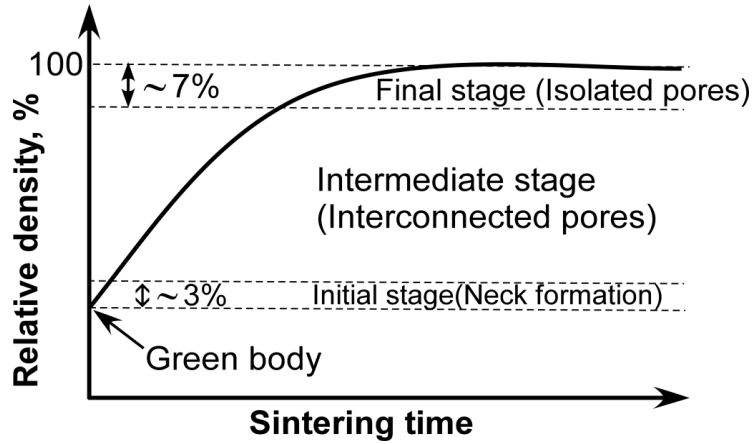 Relative density, %
100
~7%
Final stage (Isolated pores)
Intermediate stage
(Interconnected pores)
~3%
Initial stage(Neck formation)
Green body
Sintering time